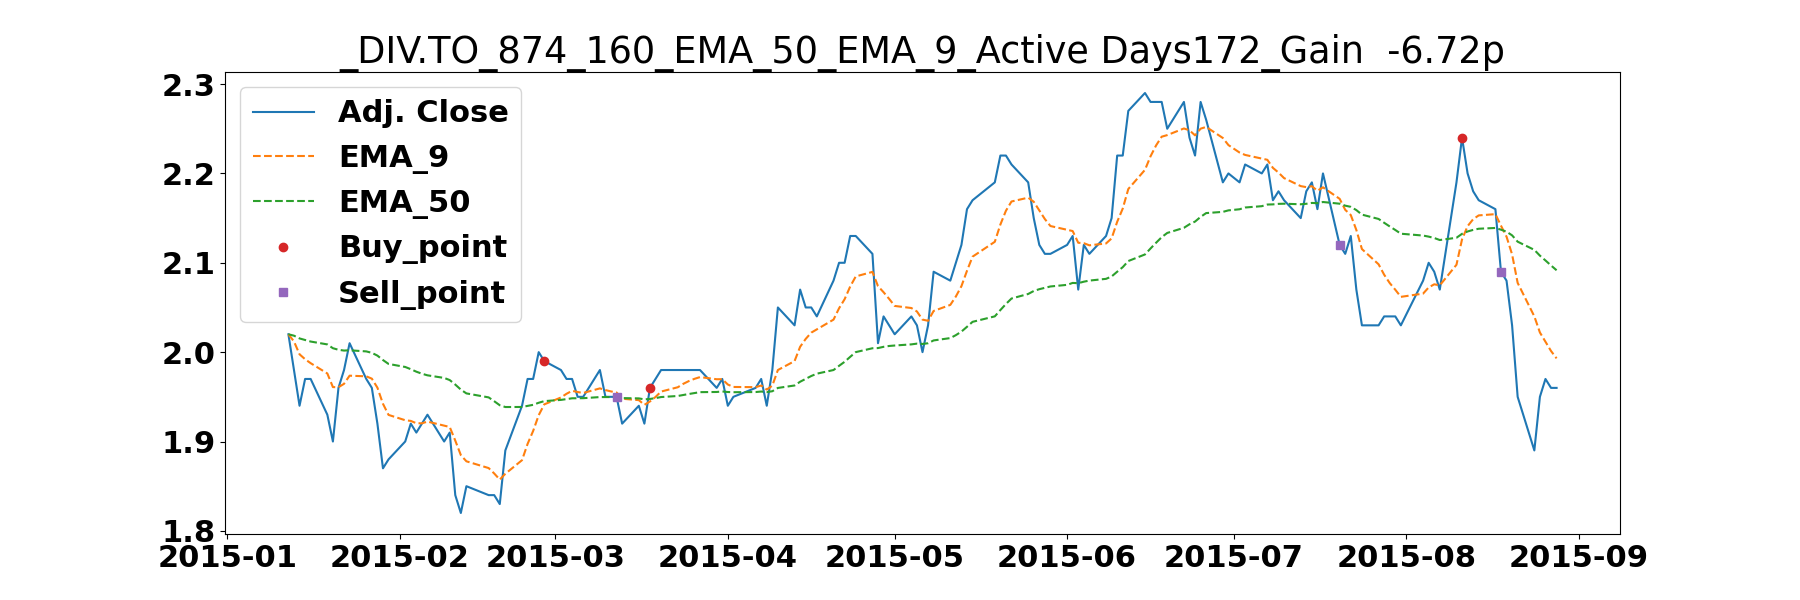 _DIV.TO_874_160_EMA_50_EMA_9_Active Days172_Gain  -6.72p
2.3
2.2
2.1
2.0
1.9
1.8
Adj. Close
EMA_9
EMA_50
Buy_point
Sell_point
2015-01 2015-02 2015-03 2015-04 2015-05 2015-06 2015-07 2015-08 2015-09